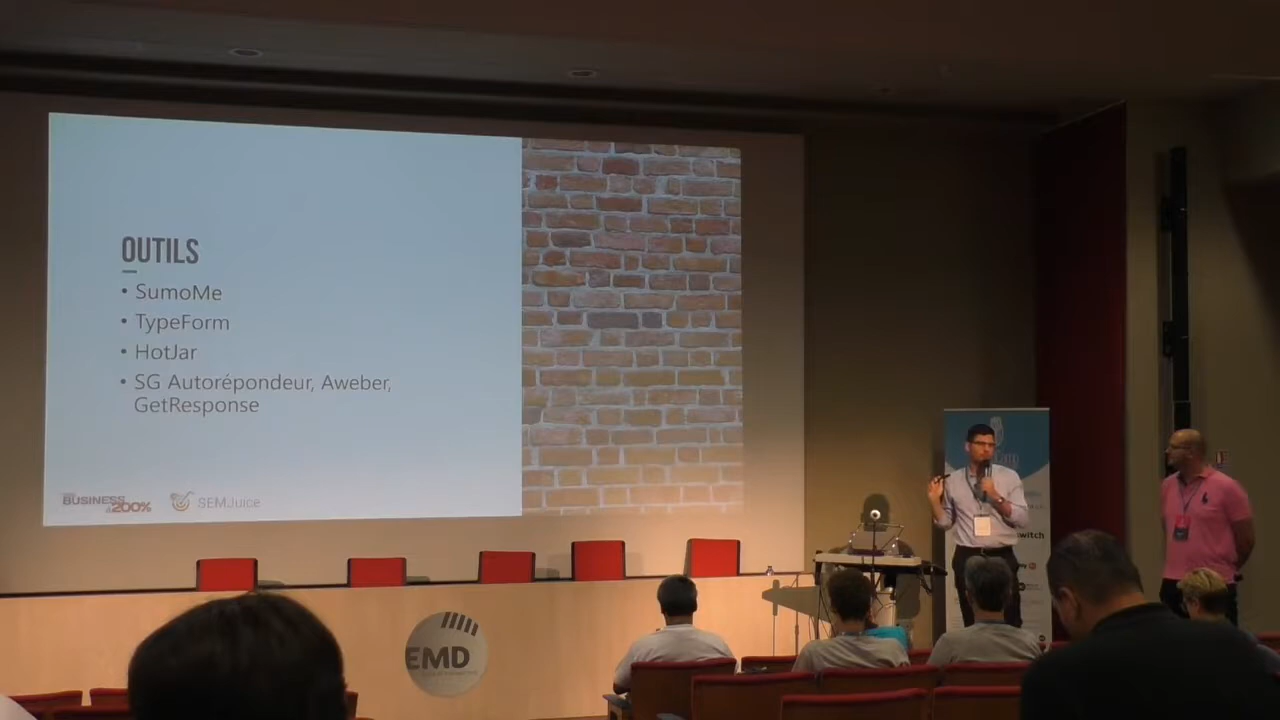 OUTILS
• SumoMe
• TypeForm
• HotJar
• SG Autorépondeur, Aweber,
GetResponse
BUSINESS
à 200%
SEMJuice
EMD